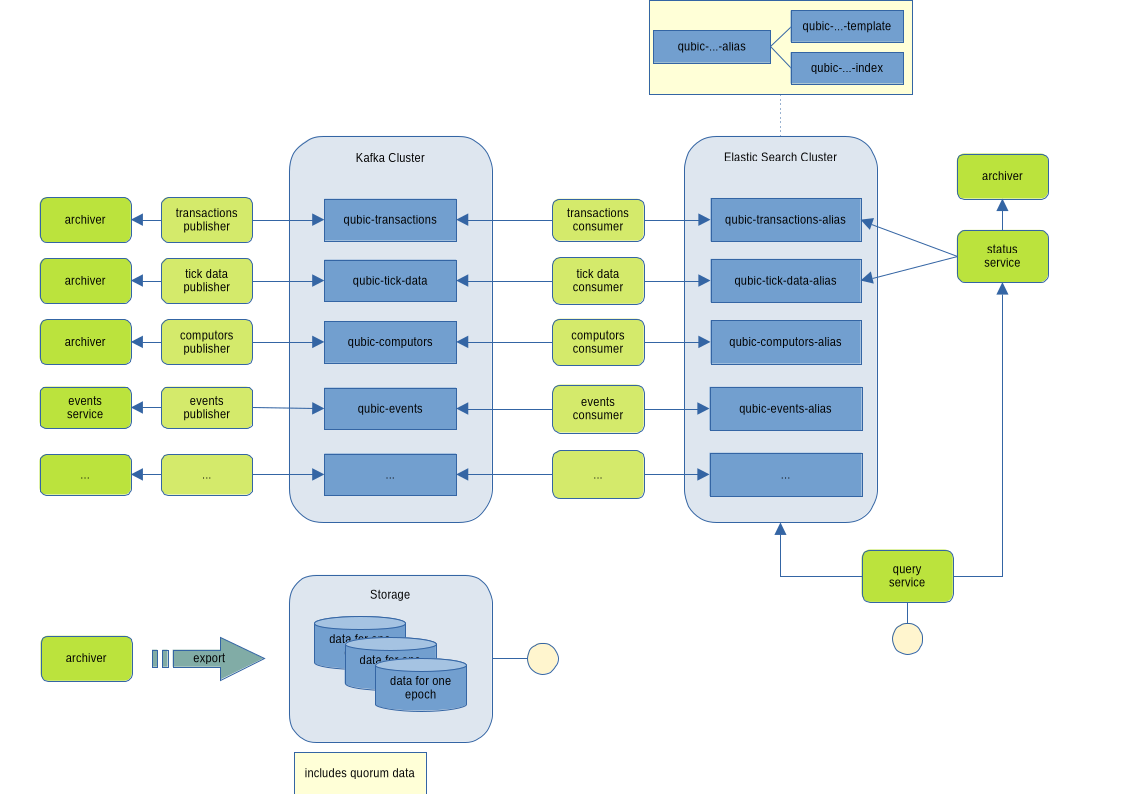 qubic-...-template
qubic-...-alias
qubic-...-index
Kafka Cluster
Elastic Search Cluster
archiver
archiver
transactions
publisher
qubic-transactions
transactions
consumer
qubic-transactions-alias
status
service
archiver
tick data
publisher
qubic-tick-data
tick data
consumer
qubic-tick-data-alias
archiver
computors
publisher
qubic-computors
computors
consumer
qubic-computors-alias
events
service
events
publisher
qubic-events
events
consumer
qubic-events-alias
...
...
...
...
...
query
service
Storage
archiver
export
data for one
data for one
data for one
epoch
includes quorum data